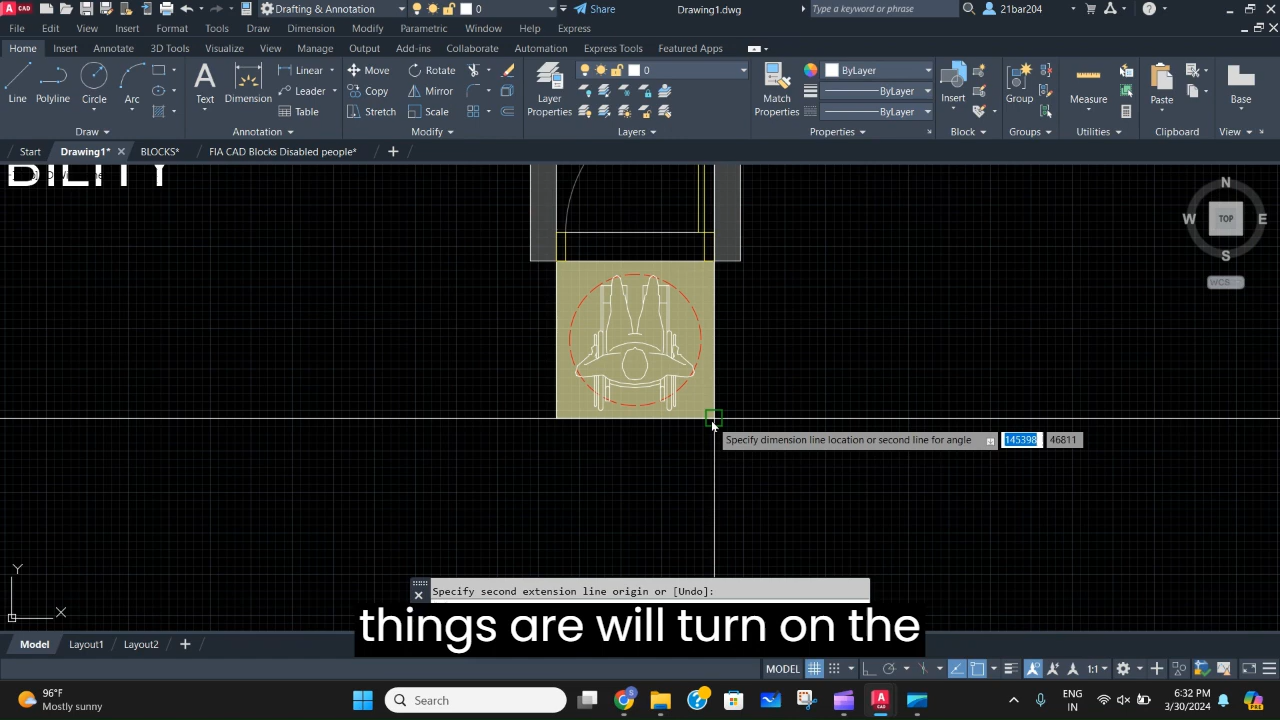 CAD
Drafting & Annotation
0
Share
Drawing1.dwg
Type a keyword or phrase
21bar204
File Edit View Insert Format Tools Draw Dimension Modify Parametric Window Help Express
Home Insert Annotate 3D Tools Visualize View Manage Output Add-ins Collaborate Automation Express Tools Featured Apps
Line Polyline Circle Arc
Text Dimension
Linear
Leader
Table
Move Rotate
Copy Mirror
Stretch Scale
Layer
Properties
0
Match
Properties
ByLayer
ByLayer
ByLayer
Insert
Group
Measure
Paste
Base
Draw Annotation Modify Layers Properties Block Groups Utilities Clipboard View
Start Drawing1* BLOCKS* FIA CAD Blocks Disabled people*
BILITY
N
W TOP E
S
WCS
Specify dimension line location or second line for angle 145398 46811
Y
X
Specify second extension line origin or [Undo]:
things are will turn on the
Model Layout1 Layout2
MODEL 1:1
96°F
Mostly sunny
Search
ENG
IN
6:32 PM
3/30/2024